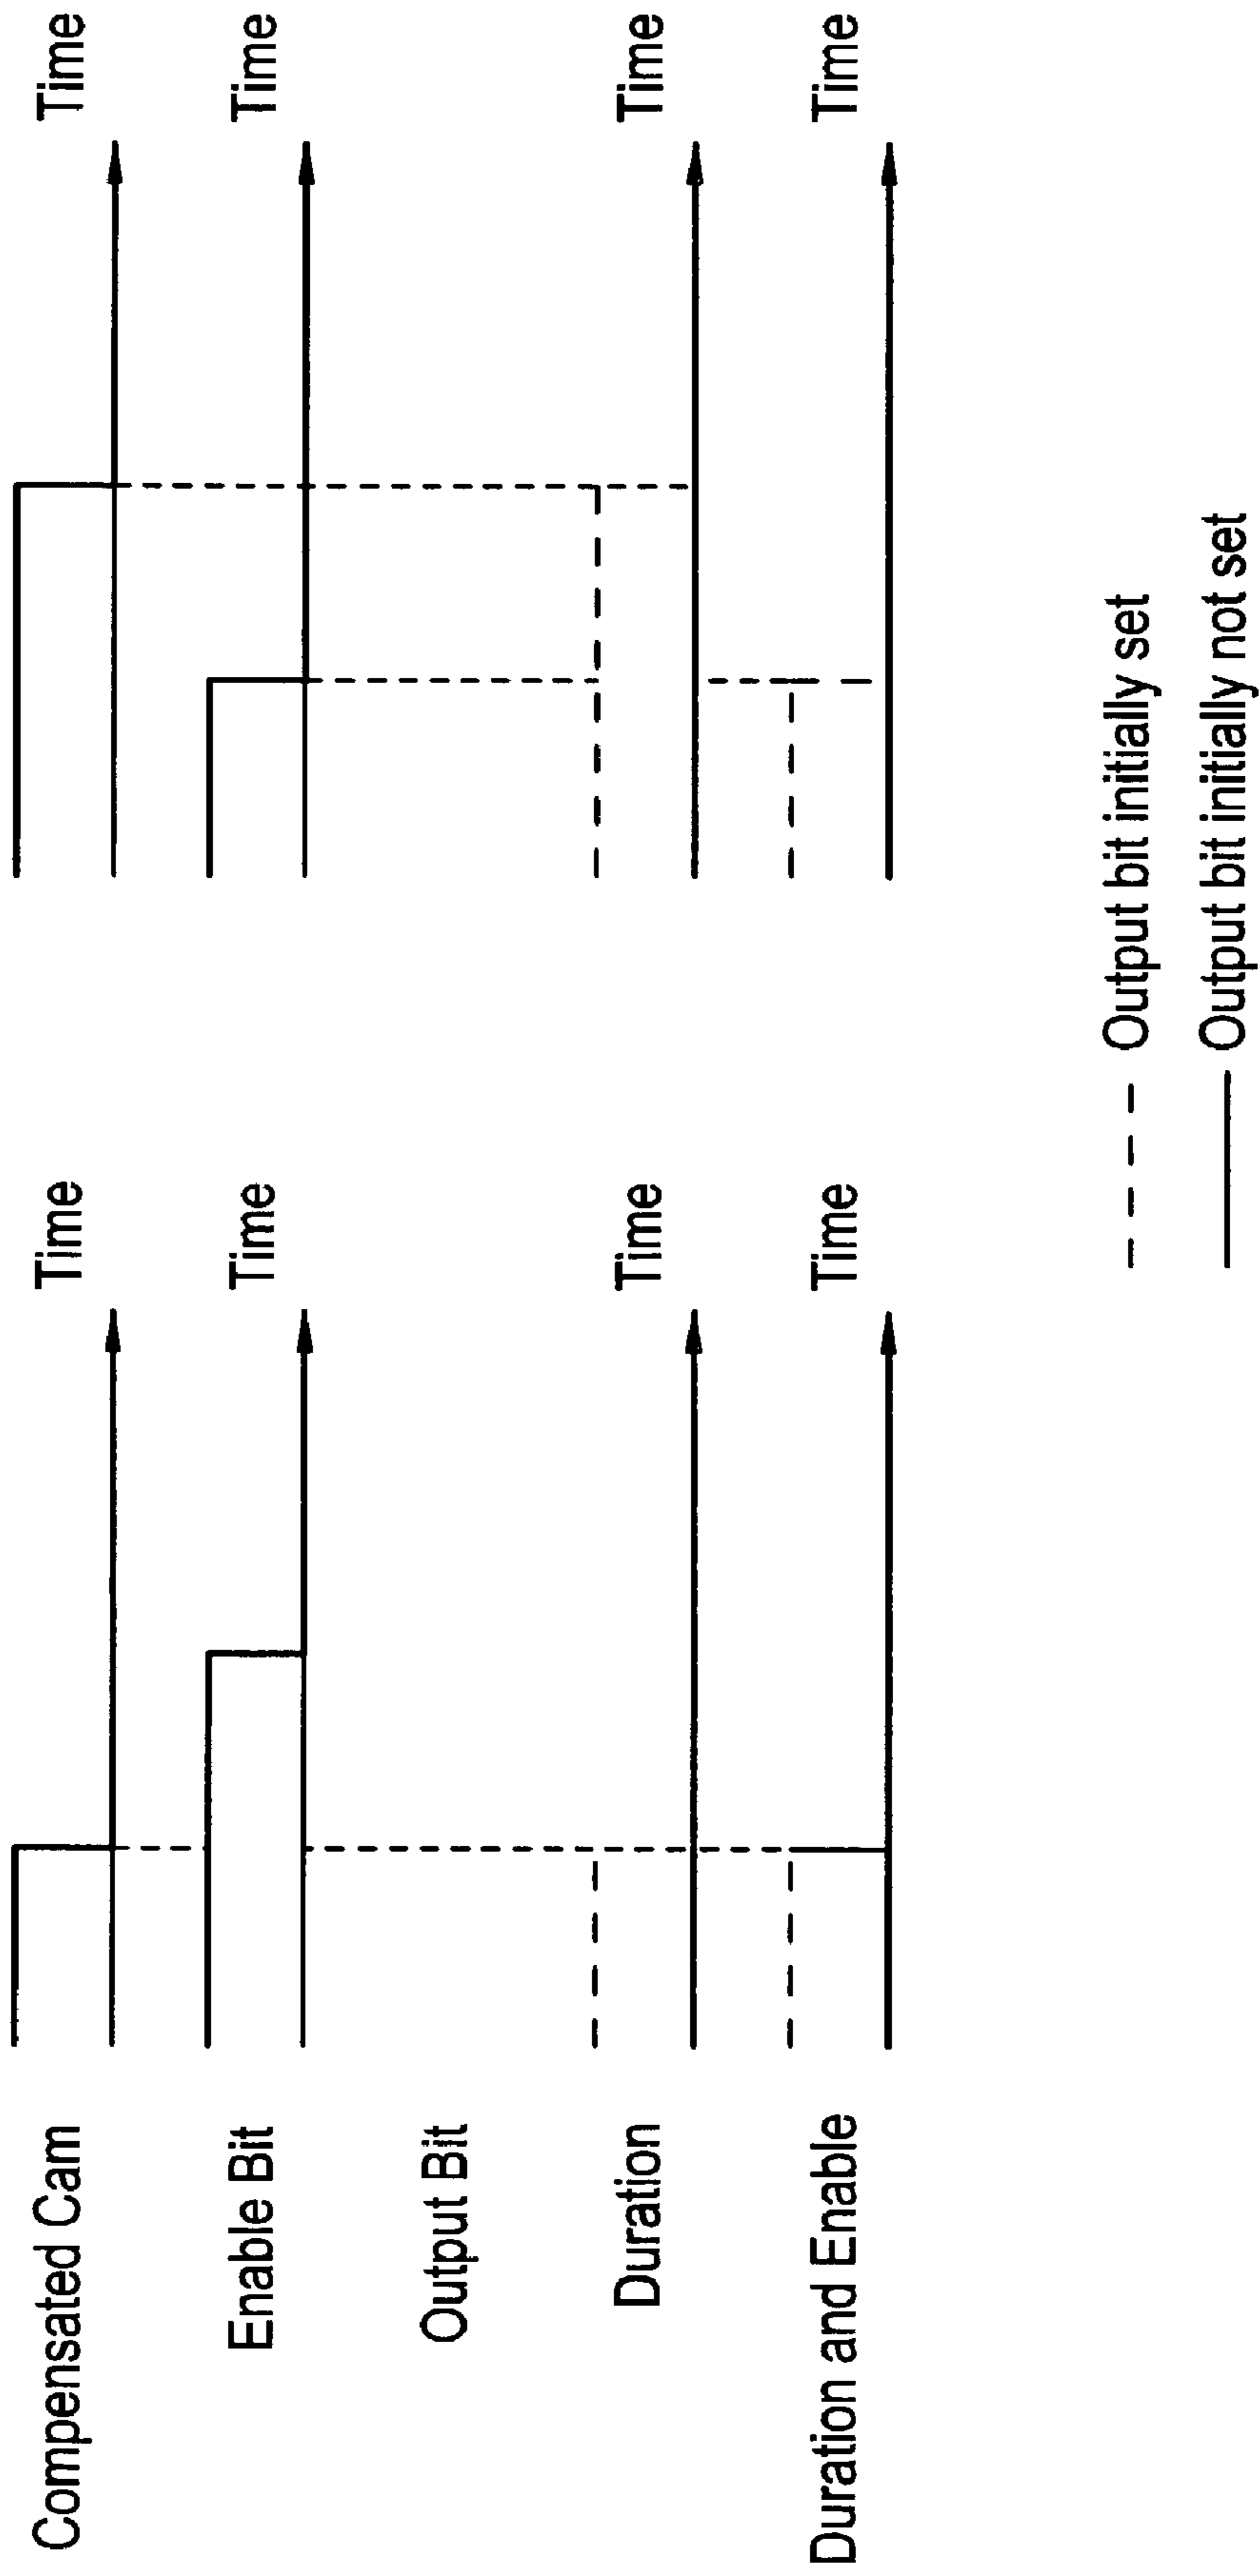 Compensated Cam
Time
Time
Enable Bit
Time
Time
Output Bit
Duration
Time
Time
Duration and Enable
Time
Time
Output bit initially set
Output bit initially not set